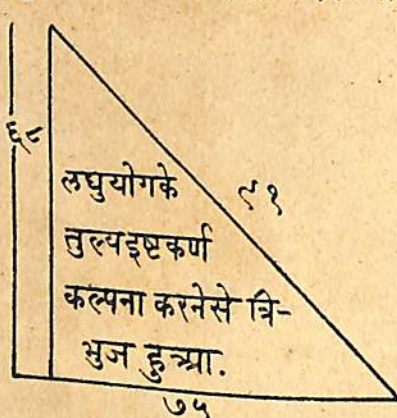 ६८
लघुयोगके
९१
तुल्यइष्टकर्ण
कल्पना करनेसे त्रि-
भुज हुआ.
७५